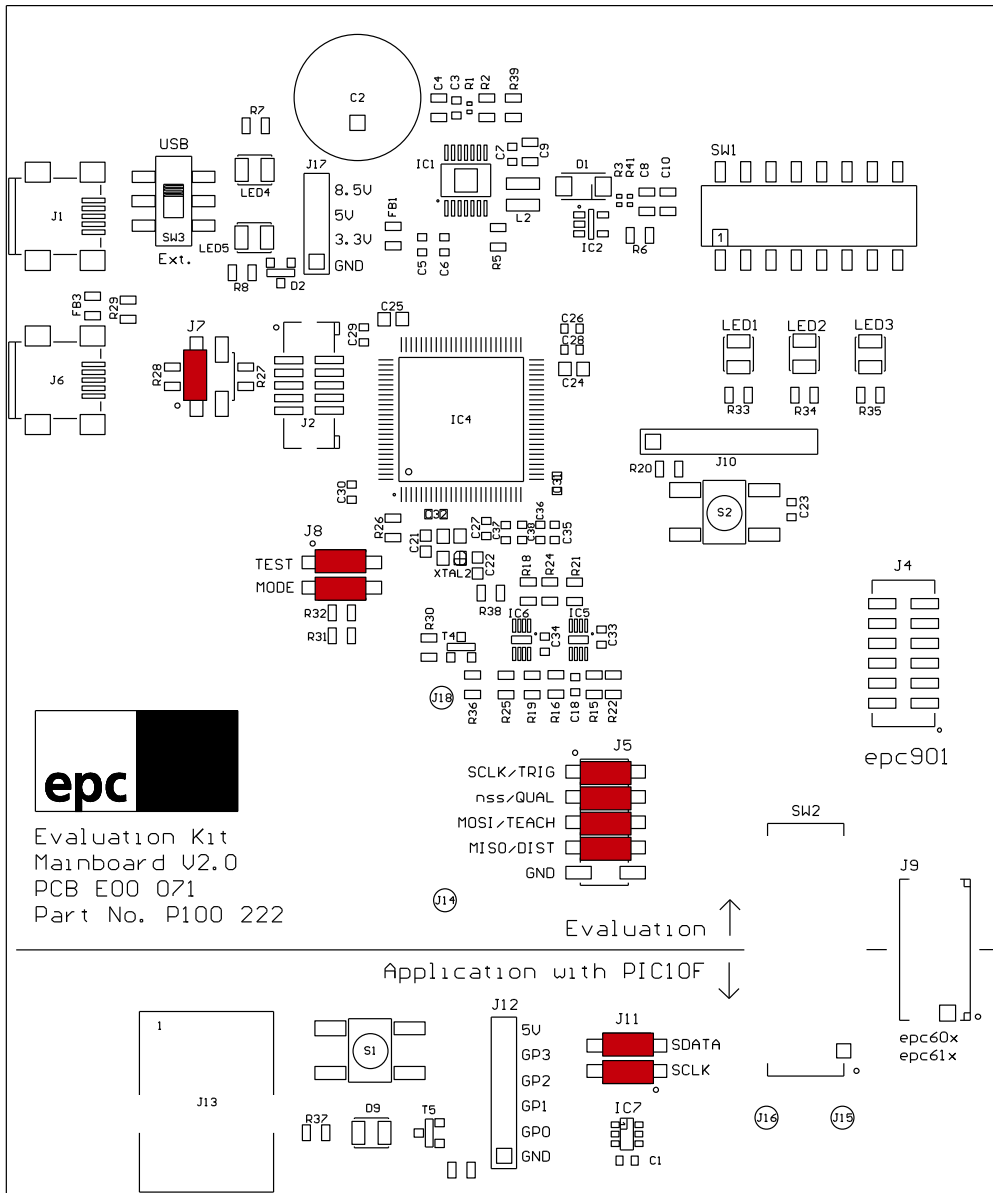 C2
C4
C3
R1
R2
R39
R7
USB
J17
IC1
C7
C9
D1
R3
R41
C8
C10
SW1
1
J1
SW3
Ext.
LED4
LED5
8.5V
5V
3.3V
GND
FB1
L2
IC2
R6
R5
C5
C6
R8
D2
FB3
R29
J7
C25
C29
C26
C28
C24
LED1
LED2
LED3
J6
R28
R27
J2
IC4
R33
R34
R35
J10
R20
C30
C31
S2
C23
R26
C32
C21
C27
C37
C38
C36
C35
XTAL2
C22
J8
TEST
MODE
R32
R31
R38
R18
R24
R21
J4
R30
T4
IC6
IC5
C34
C33
J18
R36
R25
R19
R16
C18
R15
R22
epc901
epc
J5
SCLK/TRIG
nss/QUAL
MOSI/TEACH
MISO/DIST
GND
SW2
Evaluation Kit
Mainboard V2.0
PCB E00 071
Part No. P100 222
J9
J14
Evaluation
Application with PIC10F
1
S1
J12
5V
GP3
GP2
GP1
GP0
GND
J11
SDATA
SCLK
epc60x
epc61x
J13
R37
D9
T5
IC7
C1
J16
J15